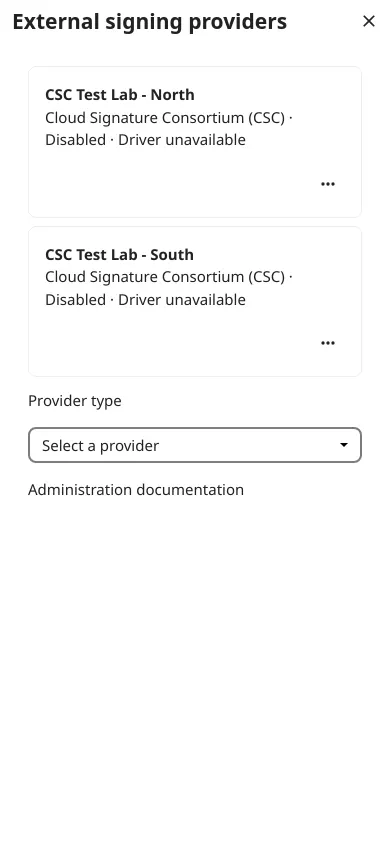 External signing providers
CSC Test Lab - North
Cloud Signature Consortium (CSC) ·
Disabled · Driver unavailable
CSC Test Lab - South
Cloud Signature Consortium (CSC) ·
Disabled · Driver unavailable
Provider type
Select a provider
Administration documentation